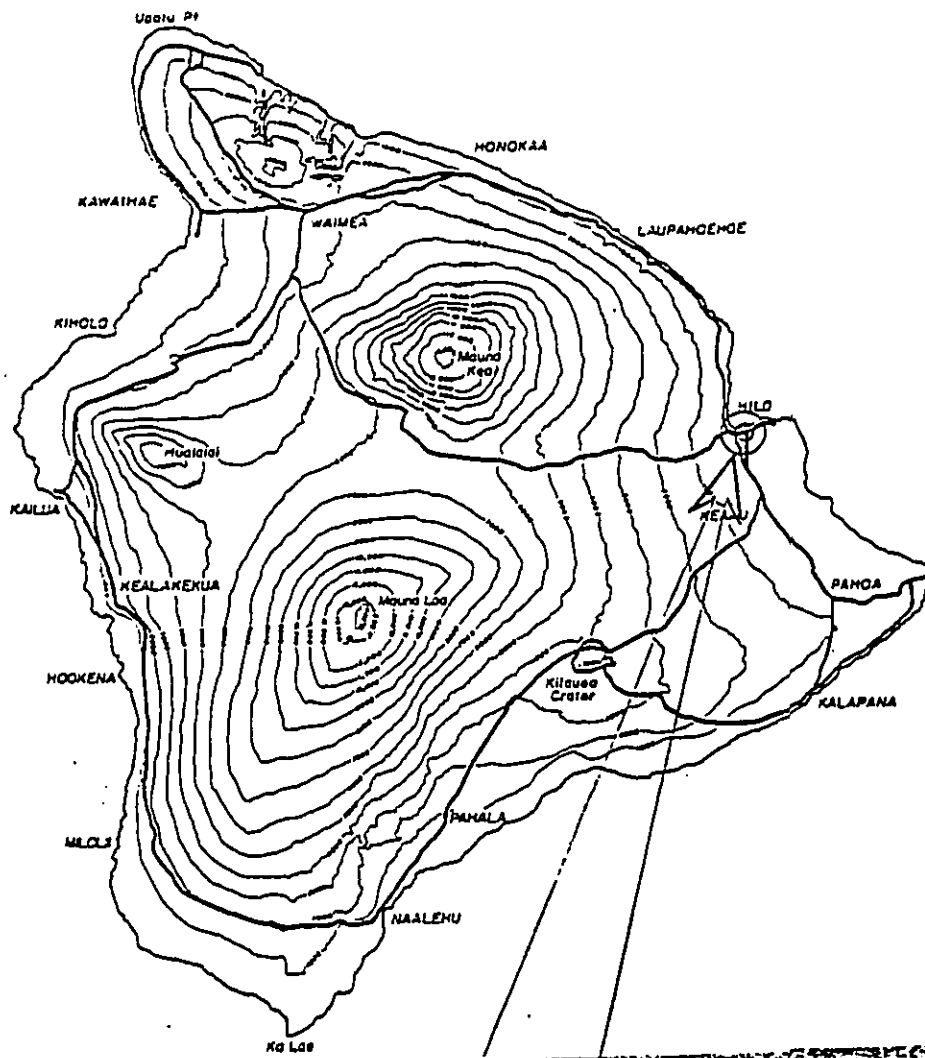 Upolu Pt
HONOKAA
KAWAIHAE
WAIMEA
LAUPAHOEHOE
KIHOLO
Mauna
Kea
HILO
Hualalai
KAILUA
KEAAU
KEALAKEKUA
Mauna Loa
PAHOA
HOOKENA
Kilauea
Crater
KALAPANA
PAHALA
MILOLII
NAALEHU
Ka Lae